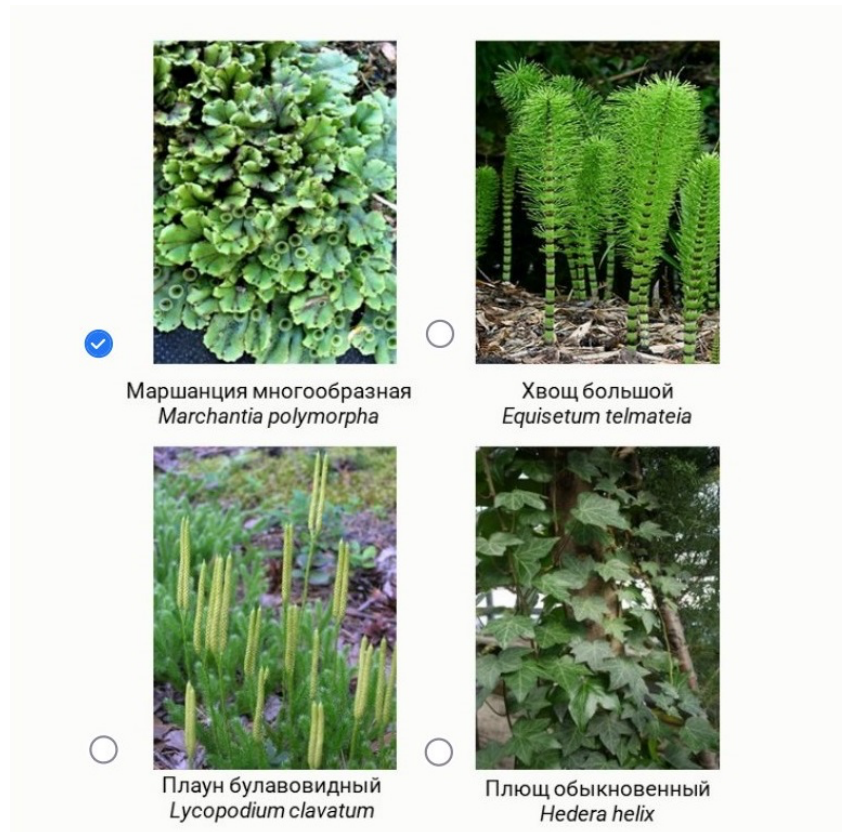 Маршанция многообразная
Marchantia polymorpha
Хвощ большой
Equisetum telmateia
Плаун булавовидный
Lycopodium clavatum
Плющ обыкновенный
Hedera helix